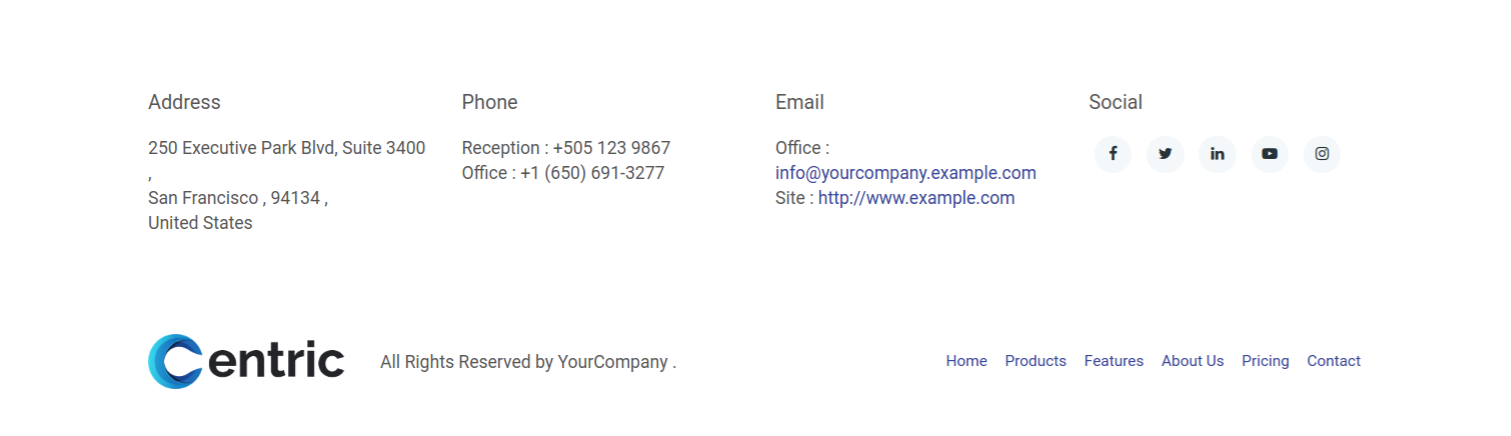 Address
250 Executive Park Blvd, Suite 3400
,
San Francisco , 94134 ,
United States
Phone
Reception : +505 123 9867
Office : +1 (650) 691-3277
Email
Office :
info@yourcompany.example.com
Site : http://www.example.com
Social
Centric
All Rights Reserved by YourCompany .
Home Products Features About Us Pricing Contact